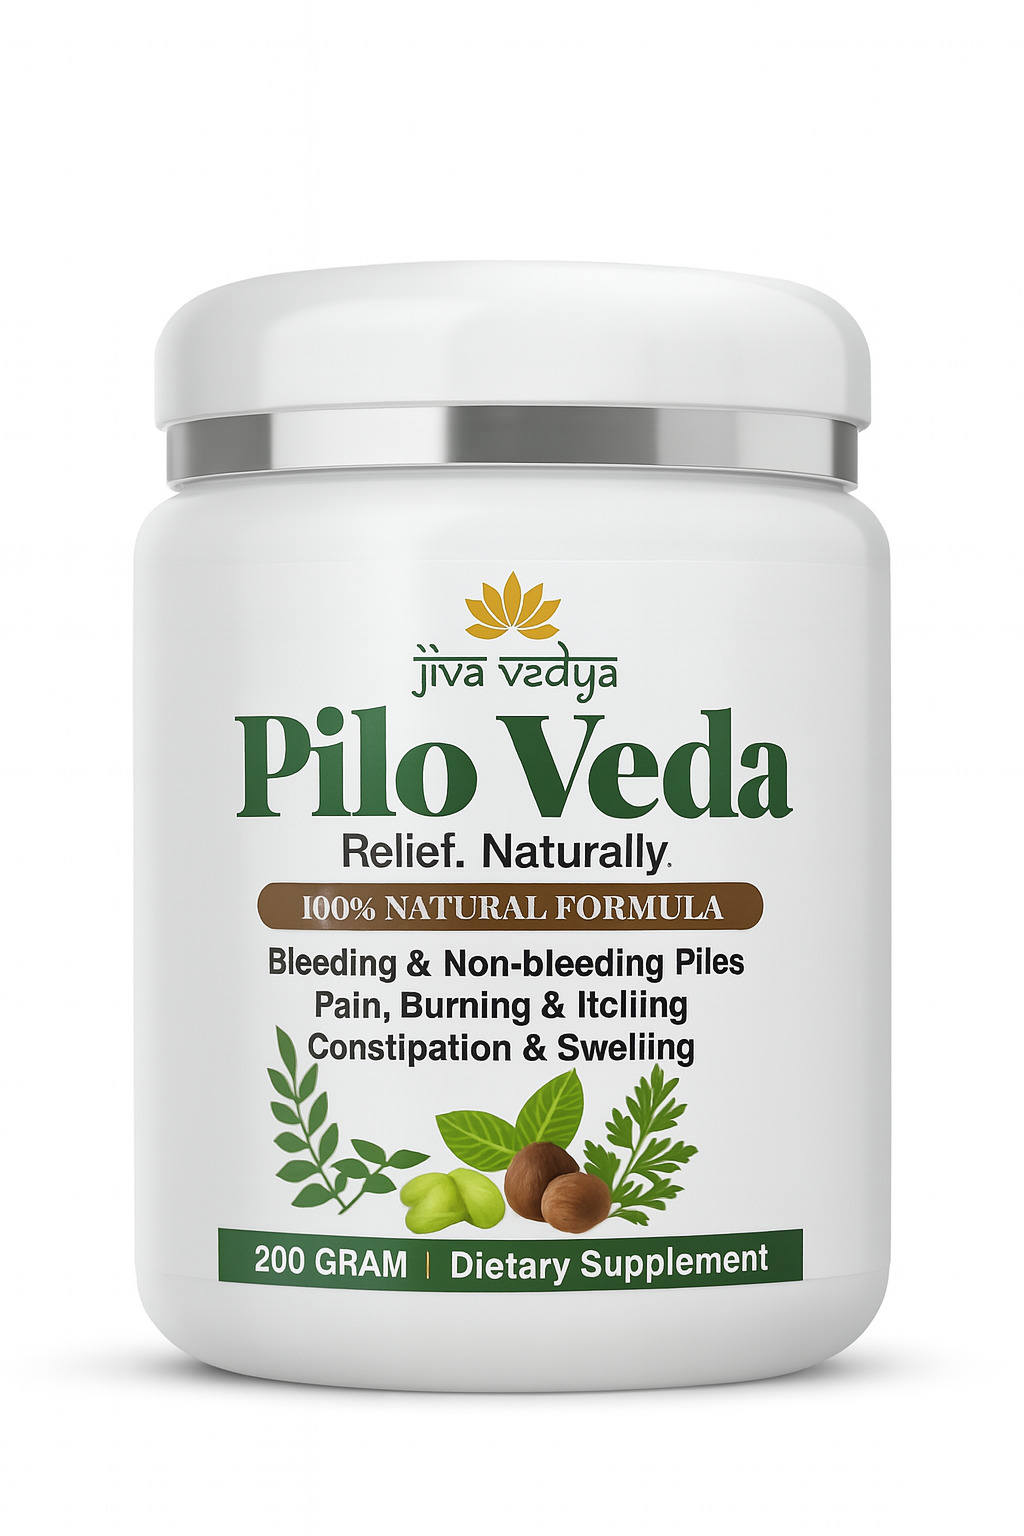 jiva vedya
Pilo Veda
Relief. Naturally.
100% NATURAL FORMULA
Bleeding & Non-bleeding Piles
Pain, Burning & Itcliing
Constipation & Sweliing
200 GRAM | Dietary Supplement